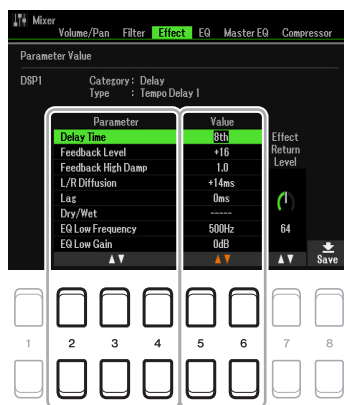 Mixer
Volume/Pan Filter Effect EQ Master EQ Compressor
Parameter Value
DSP1 Category : Delay
Type : Tempo Delay 1
Parameter Value
Delay Time 8th
Feedback Level +16
Feedback High Damp 1.0
L/R Diffusion +14ms
Lag 0ms
Dry/Wet -----
EQ Low Frequency 500Hz
EQ Low Gain 0dB
Effect
Return
Level
64
▲▼ ▲▼ ▲▼ Save
1 2 3 4 5 6 7 8